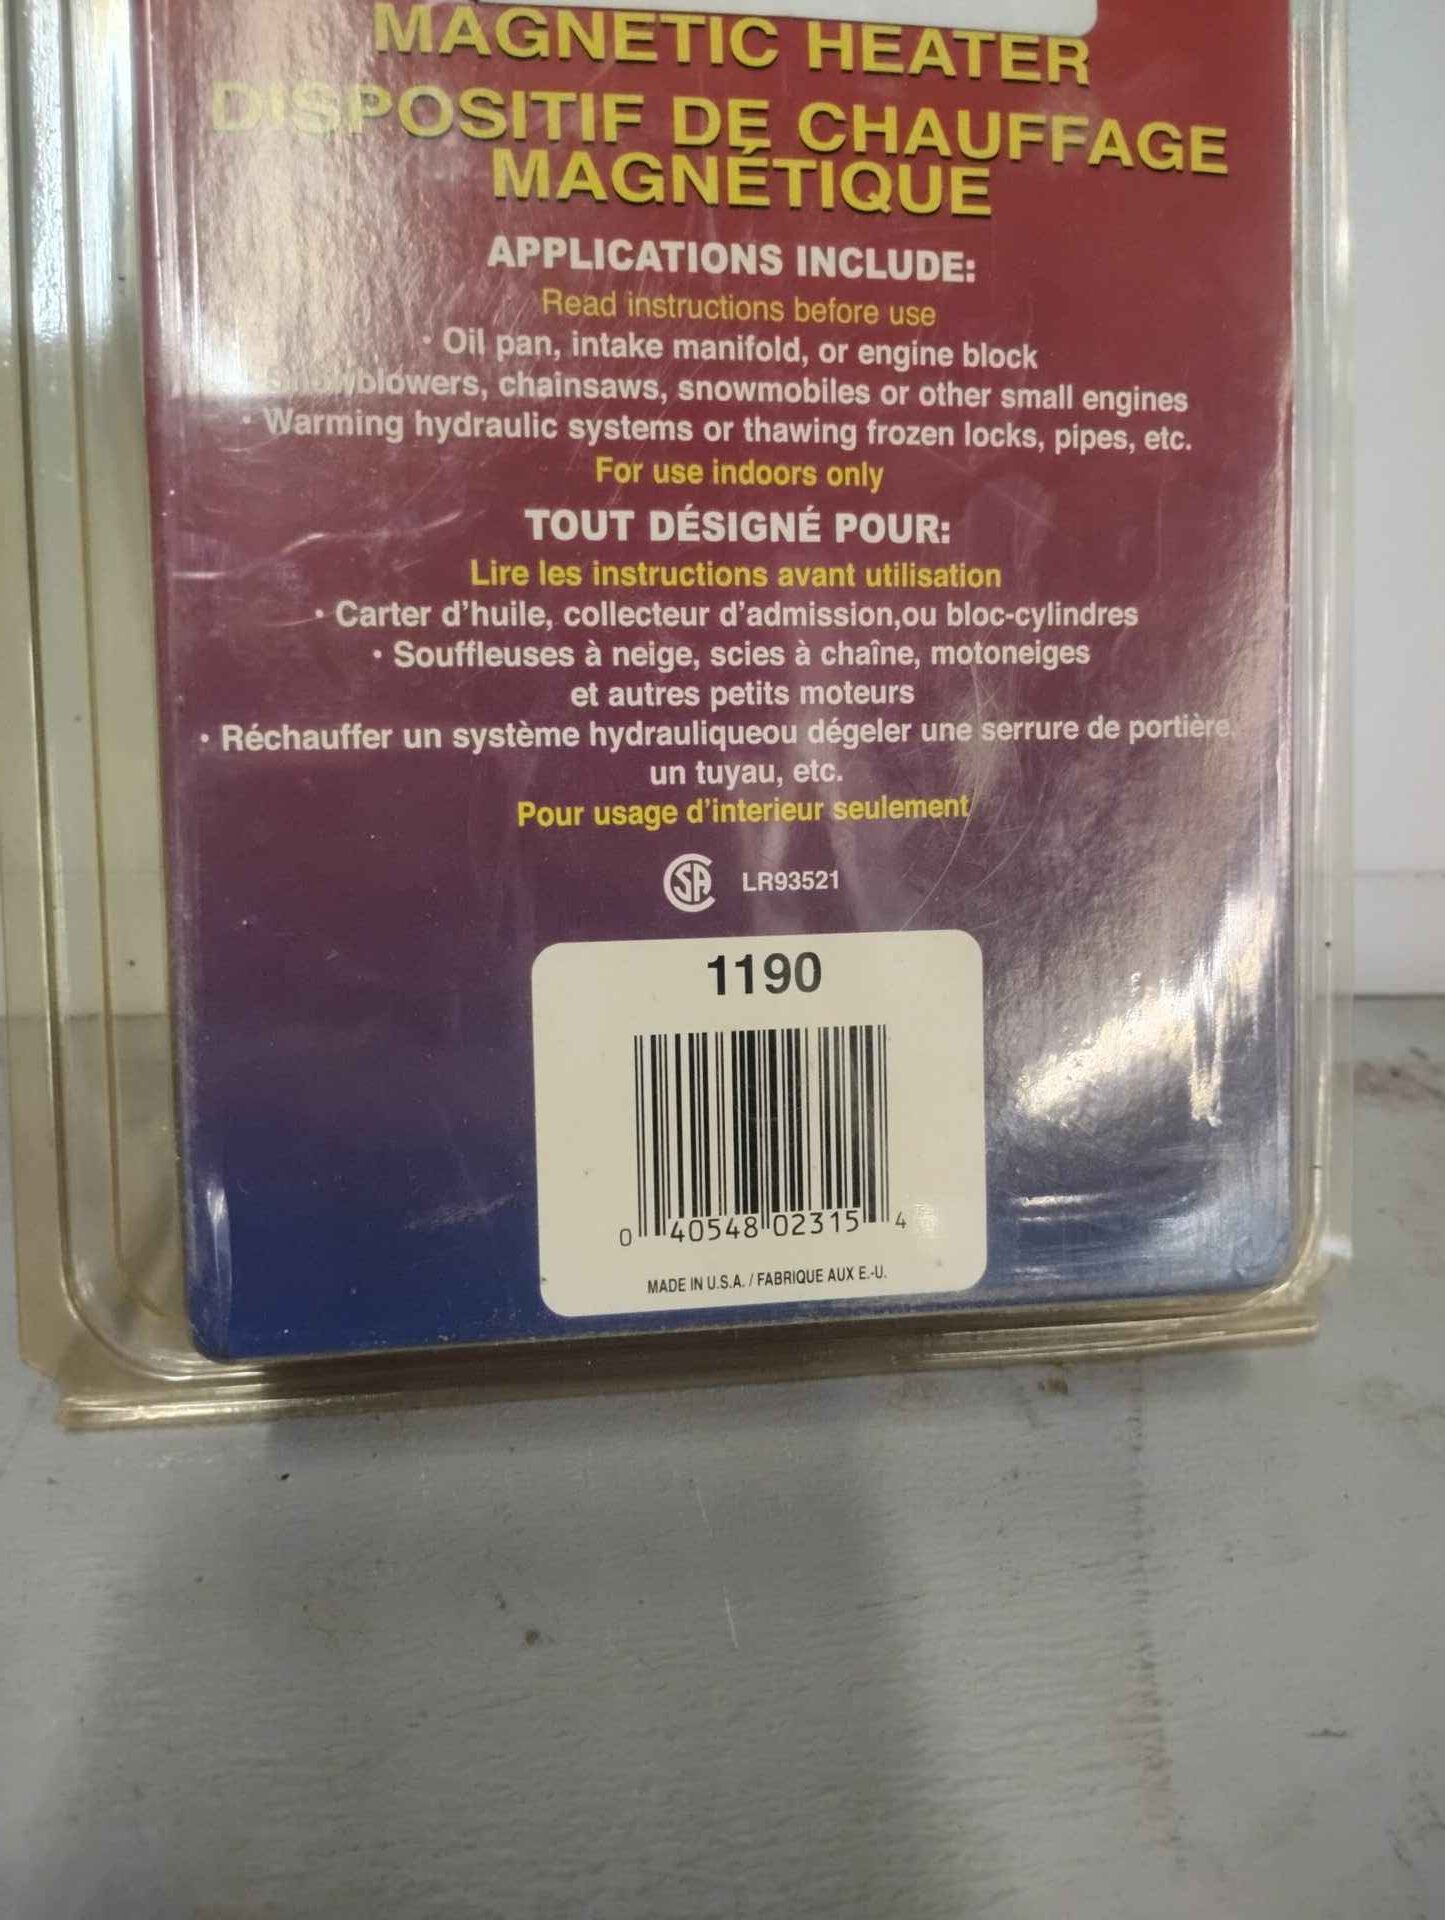 MAGNETIC HEATER
DISPOSITIF DE CHAUFFAGE
MAGNÉTIQUE
APPLICATIONS INCLUDE:
Read instructions before use
• Oil pan, intake manifold, or engine block
Snowblowers, chainsaws, snowmobiles or other small engines
• Warming hydraulic systems or thawing frozen locks, pipes, etc.
For use indoors only
TOUT DÉSIGNÉ POUR:
Lire les instructions avant utilisation
• Carter d'huile, collecteur d'admission,ou bloc-cylindres
• Souffleuses à neige, scies à chaîne, motoneiges
et autres petits moteurs
• Réchauffer un système hydrauliqueou dégeler une serrure de portière,
un tuyau, etc.
Pour usage d'interieur seulement
CSA LR93521
1190
0 40548 02315 4
MADE IN U.S.A. / FABRIQUE AUX E.-U.